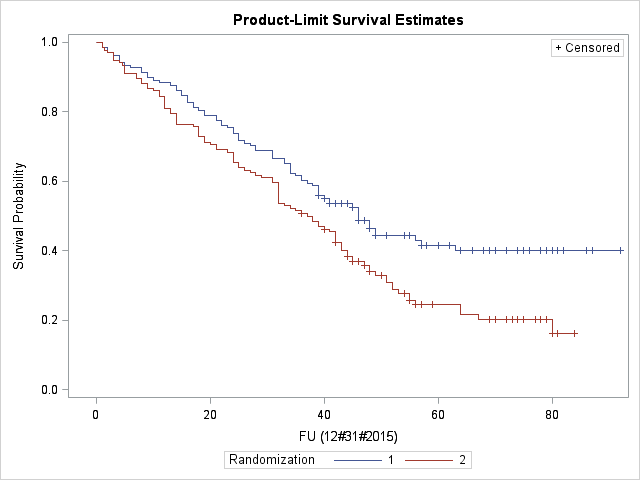 Product-Limit Survival Estimates
+ Censored
1.0
0.8
0.6
0.4
0.2
0.0
Survival Probability
0 20 40 60 80
FU (12#31#2015)
Randomization 1 2